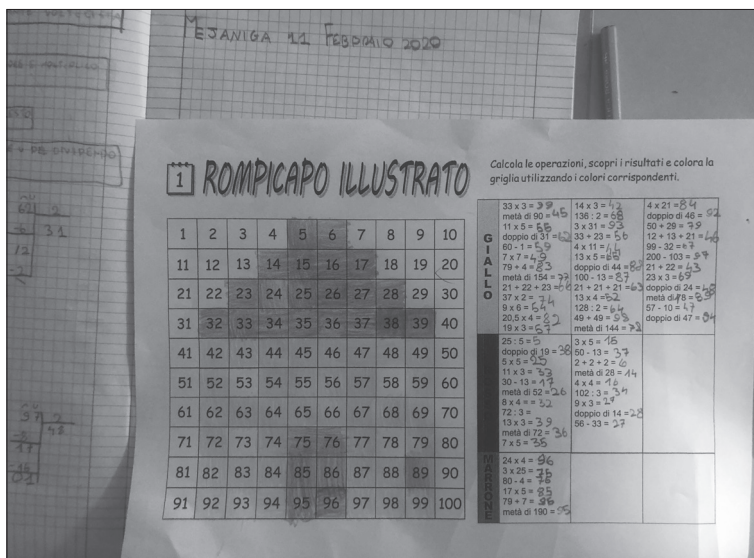 MEJANIGA 11 FEBBRAIO 2020
62 2
-6 31
12
-2
97 2
48
17
1 ROMPICAPO ILLUSTRATO
Calcola le operazioni, scopri i risultati e colora la
griglia utilizzando i colori corrispondenti.
1 2 3 4 5 6 7 8 9 10
11 12 13 14 15 16 17 18 19 20
21 22 23 24 25 26 27 28 29 30
31 32 33 34 35 36 37 38 39 40
41 42 43 44 45 46 47 48 49 50
51 52 53 54 55 56 57 58 59 60
61 62 63 64 65 66 67 68 69 70
71 72 73 74 75 76 77 78 79 80
81 82 83 84 85 86 87 88 89 90
91 92 93 94 95 96 97 98 99 100
GIALLO
33 x 3 = 99
metà di 90 = 45
11 x 5 = 55
doppio di 31 = 62
60 - 1 = 59
7 x 7 = 49
79 + 4 = 83
metà di 154 = 77
21 + 22 + 23 = 66
37 x 2 = 74
9 x 6 = 54
20,5 x 4 = 82
19 x 3 = 57
14 x 3 = 42
136 : 2 = 68
3 x 31 = 93
33 + 23 = 56
4 x 11 = 44
13 x 5 = 65
doppio di 44 = 88
100 - 13 = 87
21 + 21 + 21 = 63
13 x 4 = 52
128 : 2 = 64
49 + 49 = 98
metà di 144 = 72
4 x 21 = 84
doppio di 46 = 92
50 + 29 = 79
12 + 13 + 21 = 46
99 - 32 = 67
200 - 103 = 97
21 + 22 = 43
23 x 3 = 69
doppio di 24 = 48
57 - 10 = 47
doppio di 47 = 94
25 : 5 = 5
doppio di 19 = 38
5 x 5 = 25
11 x 3 = 33
30 - 13 = 17
metà di 52 = 26
8 x 4 = = 32
72 : 3 =
13 x 3 = 39
metà di 72 = 36
7 x 5 = 35
3 x 5 = 15
50 - 13 = 37
2 + 2 + 2 = 6
metà di 28 = 14
4 x 4 = 16
102 : 3 = 34
9 x 3 = 27
doppio di 14 = 28
56 - 33 = 27
MARRONE
24 x 4 = 96
3 x 25 = 75
80 - 4 = 76
17 x 5 = 85
79 + 7 = 86
metà di 190 = 95